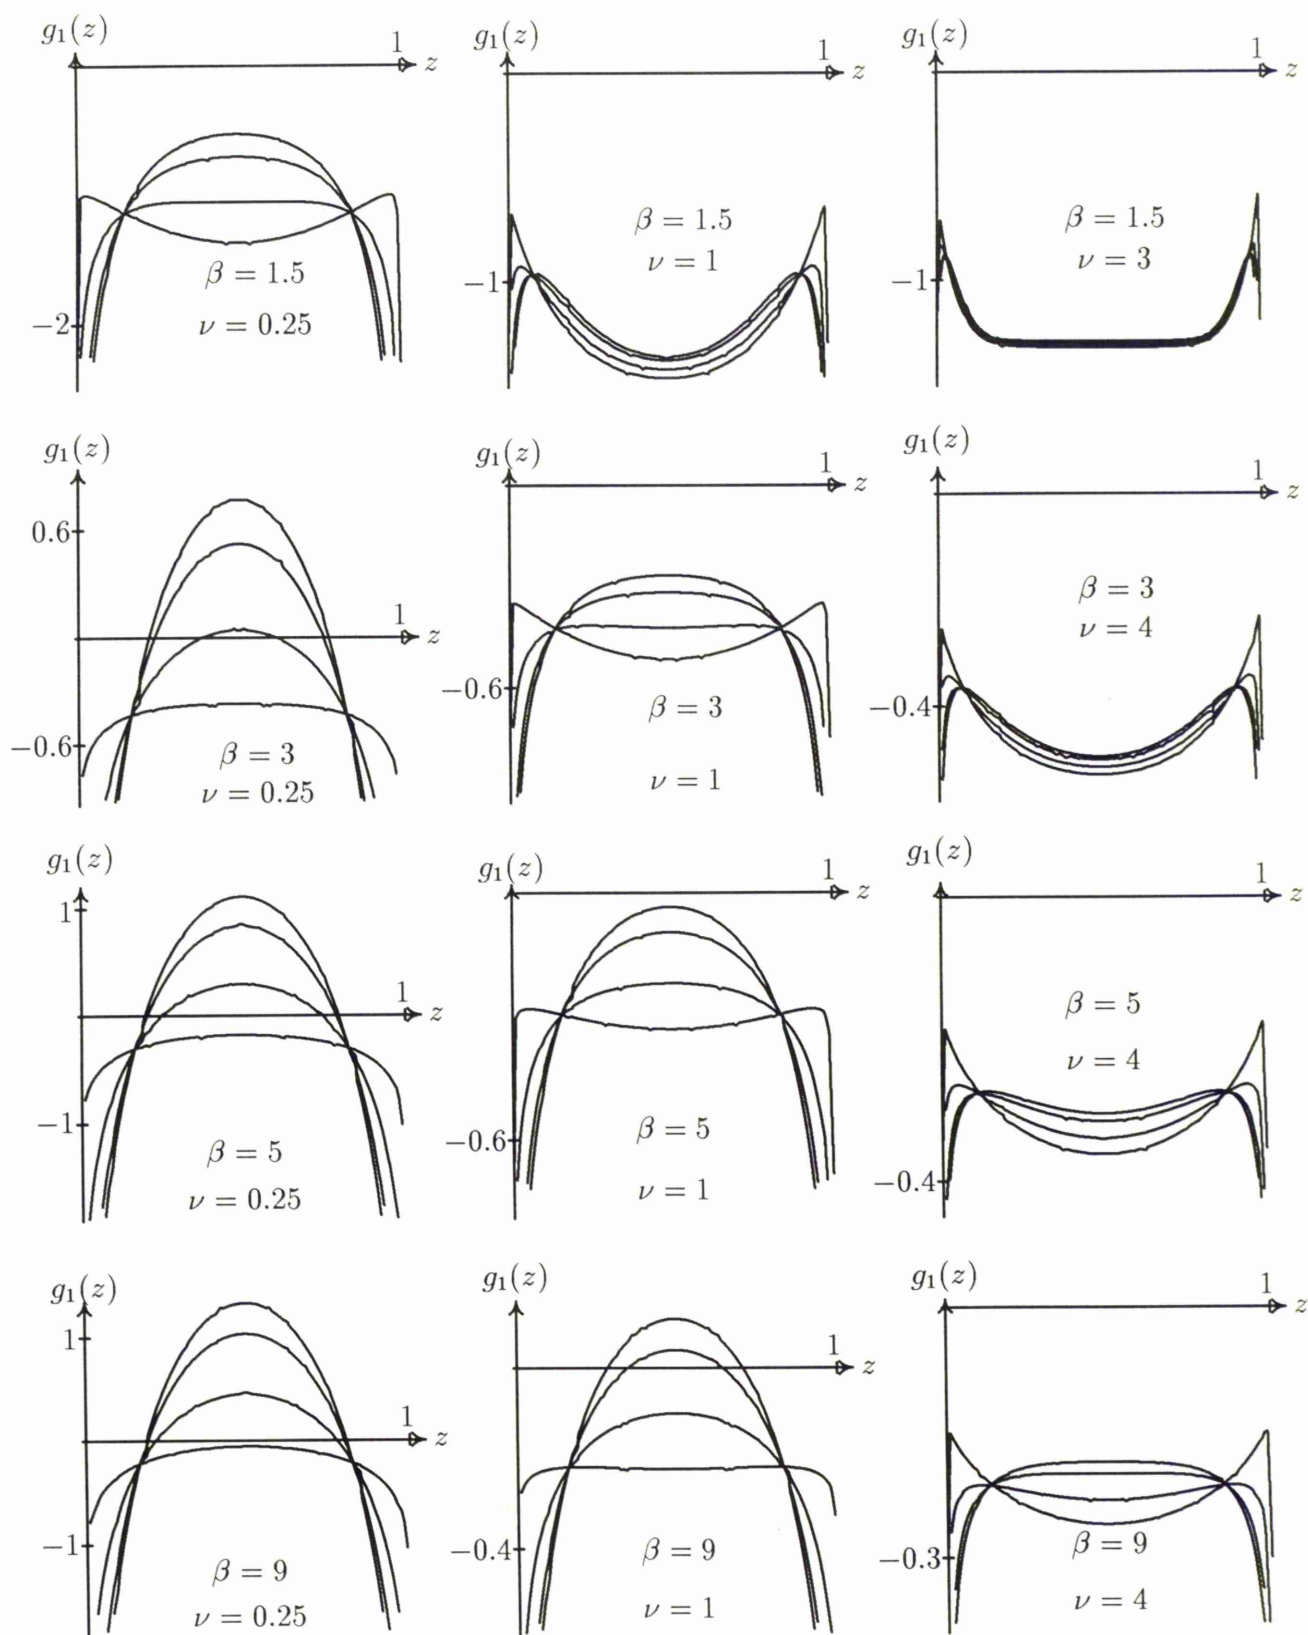 g₁(z)
1
z
−2
β = 1.5
ν = 0.25
g₁(z)
1
z
−1
β = 1.5
ν = 1
g₁(z)
1
z
−1
β = 1.5
ν = 3
g₁(z)
0.6
1
z
−0.6
β = 3
ν = 0.25
g₁(z)
1
z
−0.6
β = 3
ν = 1
g₁(z)
1
z
β = 3
ν = 4
−0.4
g₁(z)
1
1
z
−1
β = 5
ν = 0.25
g₁(z)
1
z
−0.6
β = 5
ν = 1
g₁(z)
1
z
β = 5
ν = 4
−0.4
g₁(z)
1
1
z
−1
β = 9
ν = 0.25
g₁(z)
1
z
−0.4
β = 9
ν = 1
g₁(z)
1
z
−0.3
β = 9
ν = 4